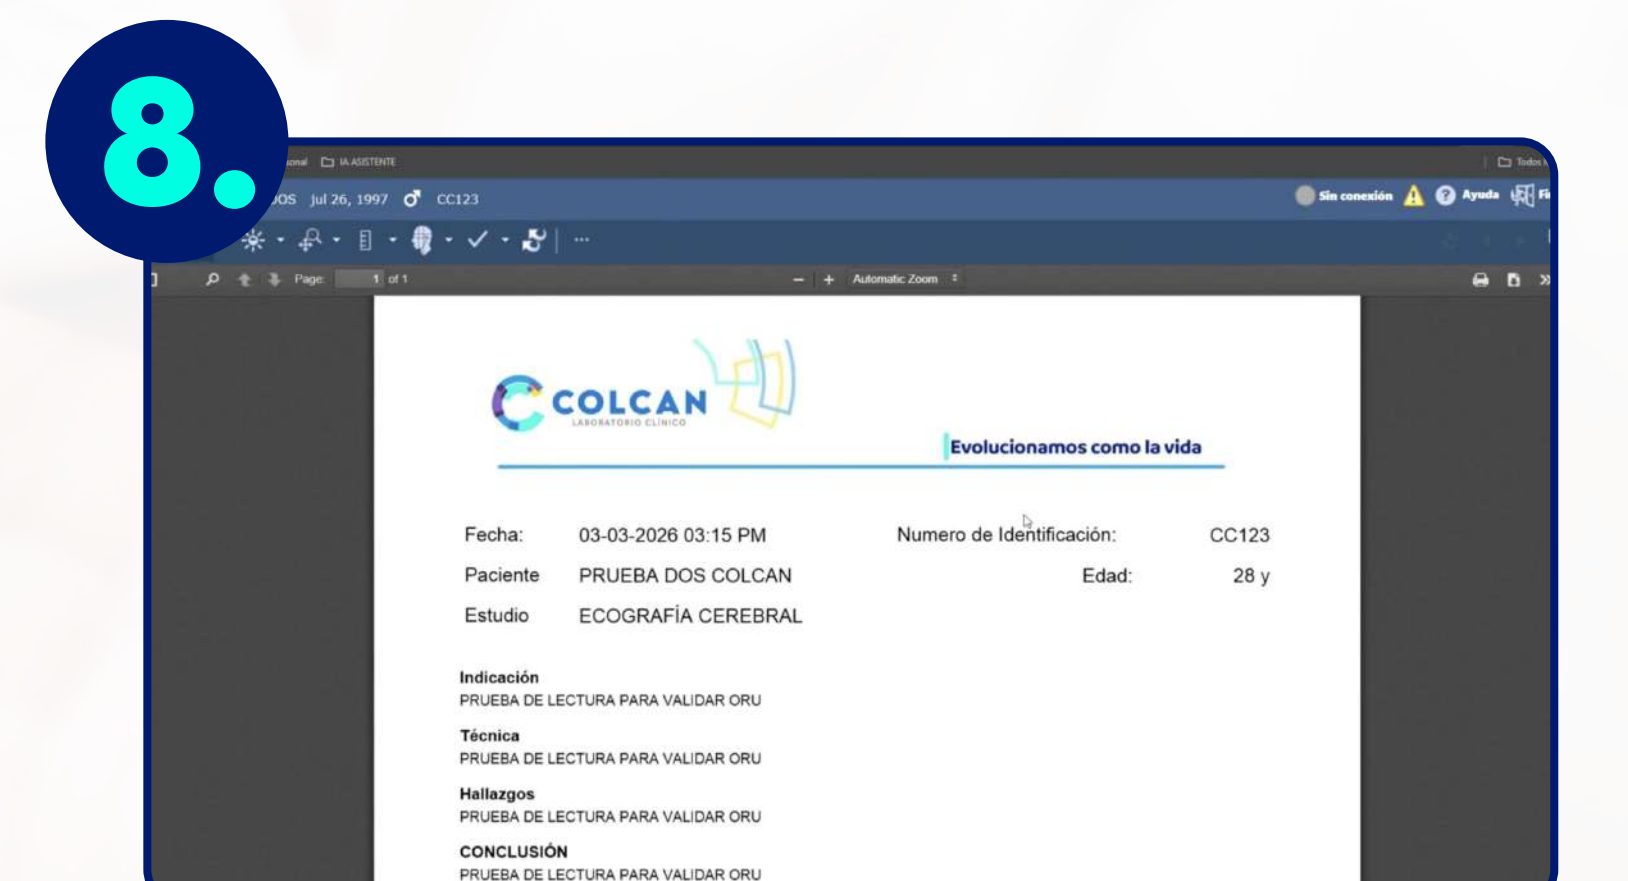 8.
IA ASISTENTE
Todos
DOS Jul 26, 1997 CC123
Sin conexión Ayuda
Page: 1 of 1
Automatic Zoom
COLCAN
LABORATORIO CLÍNICO
Evolucionamos como la vida
Fecha: 03-03-2026 03:15 PM Numero de Identificación: CC123
Paciente PRUEBA DOS COLCAN Edad: 28 y
Estudio ECOGRAFÍA CEREBRAL
Indicación
PRUEBA DE LECTURA PARA VALIDAR ORU
Técnica
PRUEBA DE LECTURA PARA VALIDAR ORU
Hallazgos
PRUEBA DE LECTURA PARA VALIDAR ORU
CONCLUSIÓN
PRUEBA DE LECTURA PARA VALIDAR ORU